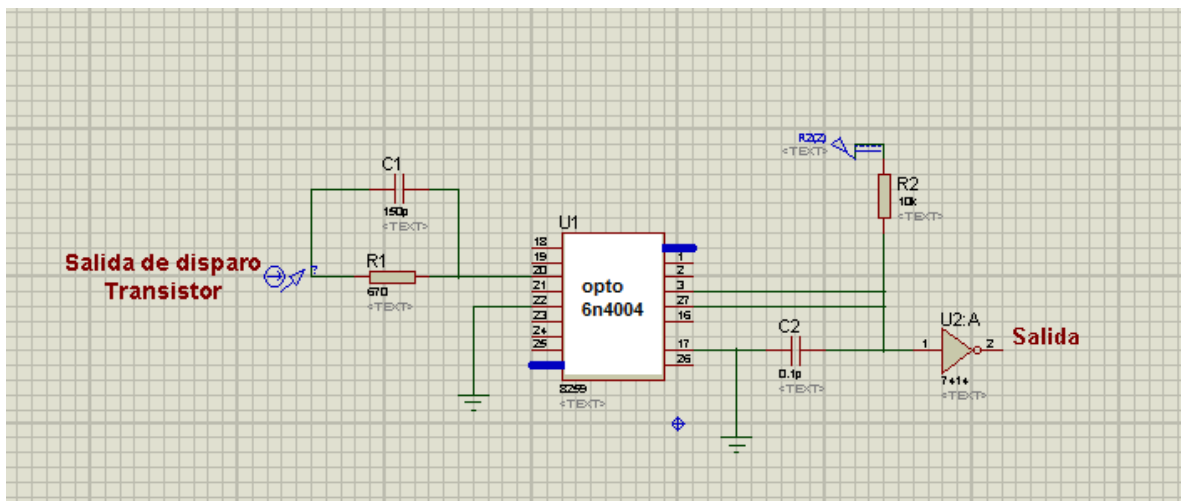 R2(2)
<TEXT>
C1
150p
<TEXT>
R2
10k
<TEXT>
U1
Salida de disparo
Transistor
?
R1
670
<TEXT>
18
19
20
21
22
23
24
25
opto
6n4004
1
2
3
27
16
17
26
8259
<TEXT>
C2
0.1p
<TEXT>
U2:A
1
2
7414
<TEXT>
Salida